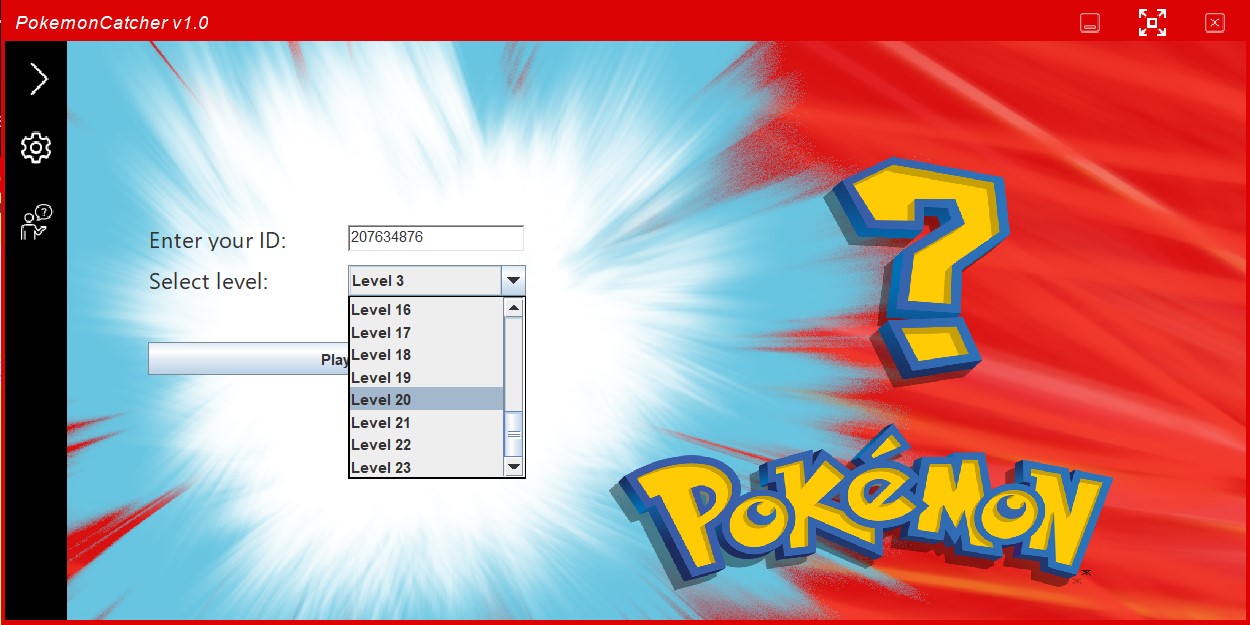 PokemonCatcher v1.0
Enter your ID: 207634876
Select level: Level 3
Level 16
Level 17
Level 18
Level 19
Level 20
Level 21
Level 22
Level 23
Play
?
POKéMON